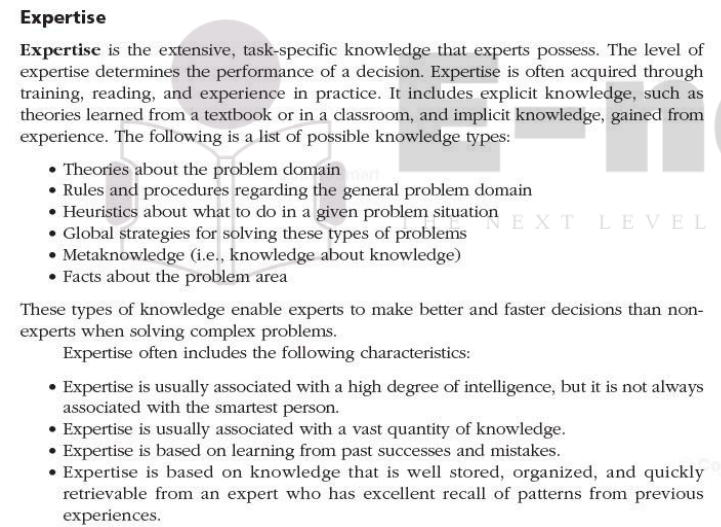 Expertise
Expertise is the extensive, task-specific knowledge that experts possess. The level of
expertise determines the performance of a decision. Expertise is often acquired through
training, reading, and experience in practice. It includes explicit knowledge, such as
theories learned from a textbook or in a classroom, and implicit knowledge, gained from
experience. The following is a list of possible knowledge types:
• Theories about the problem domain
• Rules and procedures regarding the general problem domain
• Heuristics about what to do in a given problem situation
• Global strategies for solving these types of problems
• Metaknowledge (i.e., knowledge about knowledge)
• Facts about the problem area
THE NEXT LEVEL
These types of knowledge enable experts to make better and faster decisions than non-
experts when solving complex problems.
Expertise often includes the following characteristics:
• Expertise is usually associated with a high degree of intelligence, but it is not always
associated with the smartest person.
• Expertise is usually associated with a vast quantity of knowledge.
• Expertise is based on learning from past successes and mistakes.
• Expertise is based on knowledge that is well stored, organized, and quickly
retrievable from an expert who has excellent recall of patterns from previous
experiences.